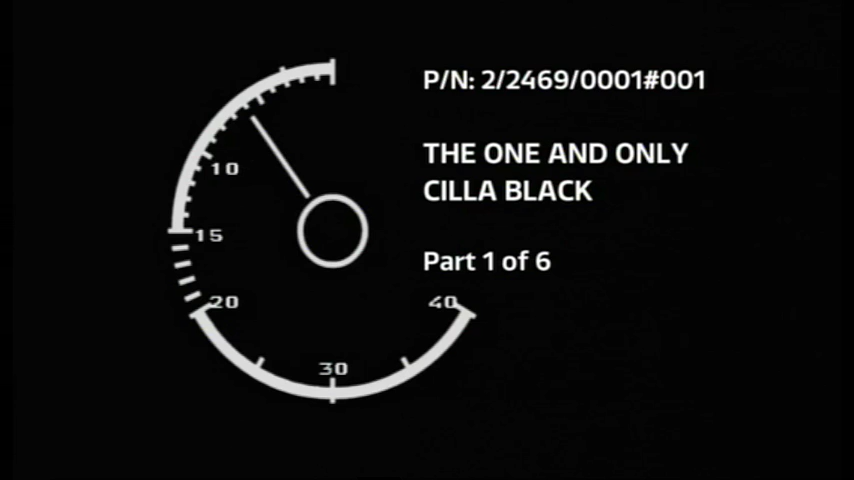 P/N: 2/2469/0001#001
THE ONE AND ONLY
CILLA BLACK
Part 1 of 6
10
15
20
30
40